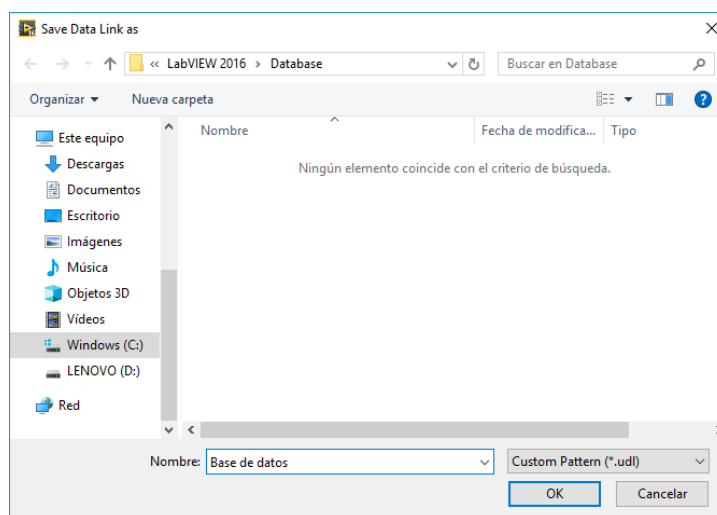 Save Data Link as
« LabVIEW 2016 > Database
Buscar en Database
Organizar
Nueva carpeta
Nombre
Fecha de modifica...
Tipo
Ningún elemento coincide con el criterio de búsqueda.
Este equipo
Descargas
Documentos
Escritorio
Imágenes
Música
Objetos 3D
Vídeos
Windows (C:)
LENOVO (D:)
Red
Nombre: Base de datos
Custom Pattern (*.udl)
OK
Cancelar